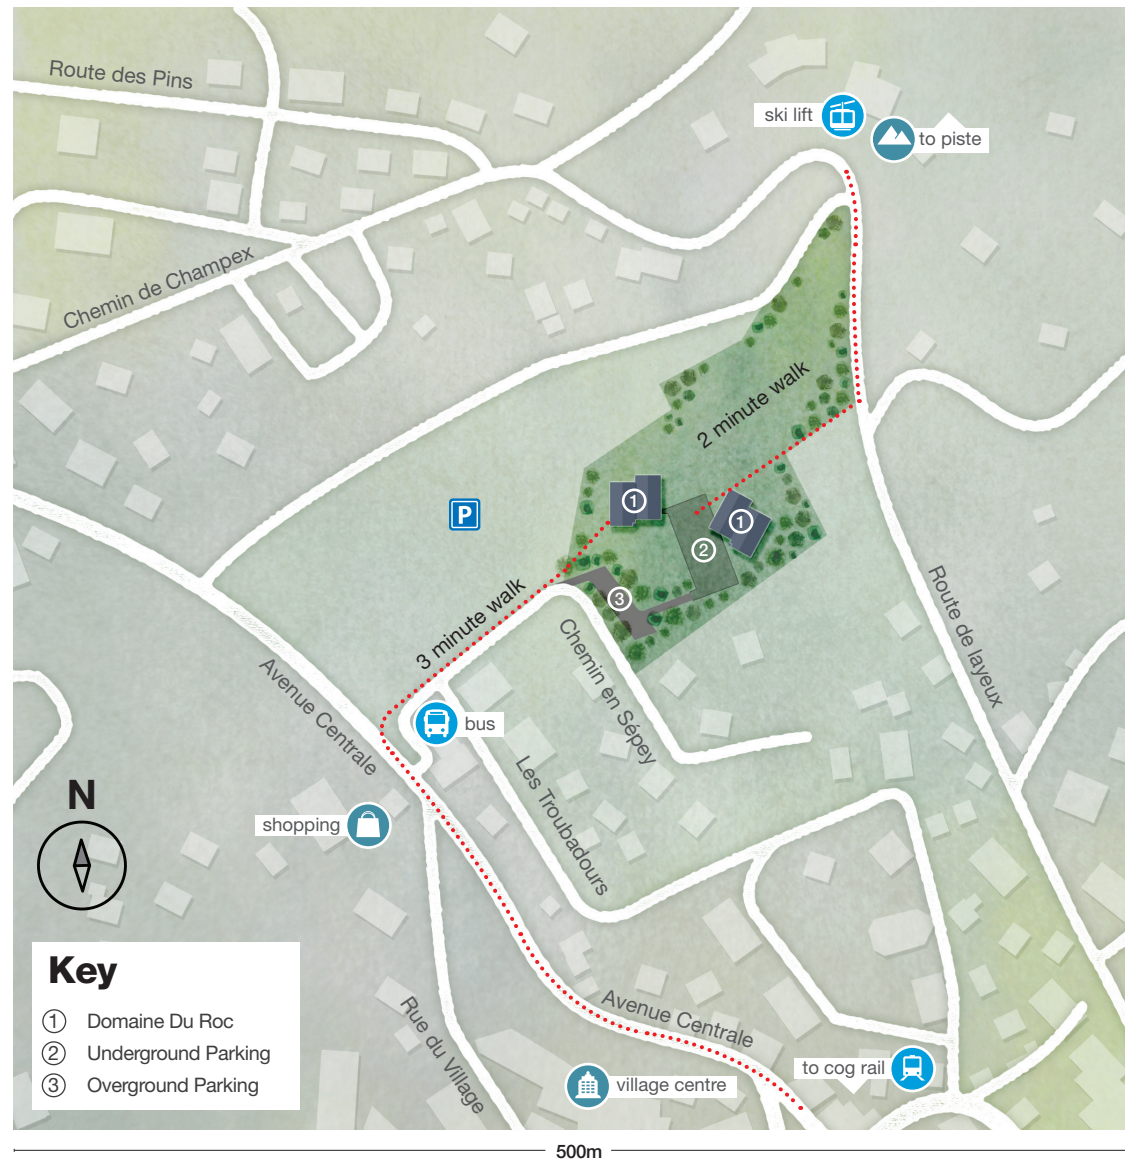 Route des Pins
ski lift
to piste
Chemin de Champex
2 minute walk
1
P
1
2
3
3 minute walk
Chemin en Sépey
Route de layeux
Avenue Centrale
bus
Les Troubadours
N
shopping
Key
1 Domaine Du Roc
2 Underground Parking
3 Overground Parking
Rue du Village
Avenue Centrale
to cog rail
village centre
500m